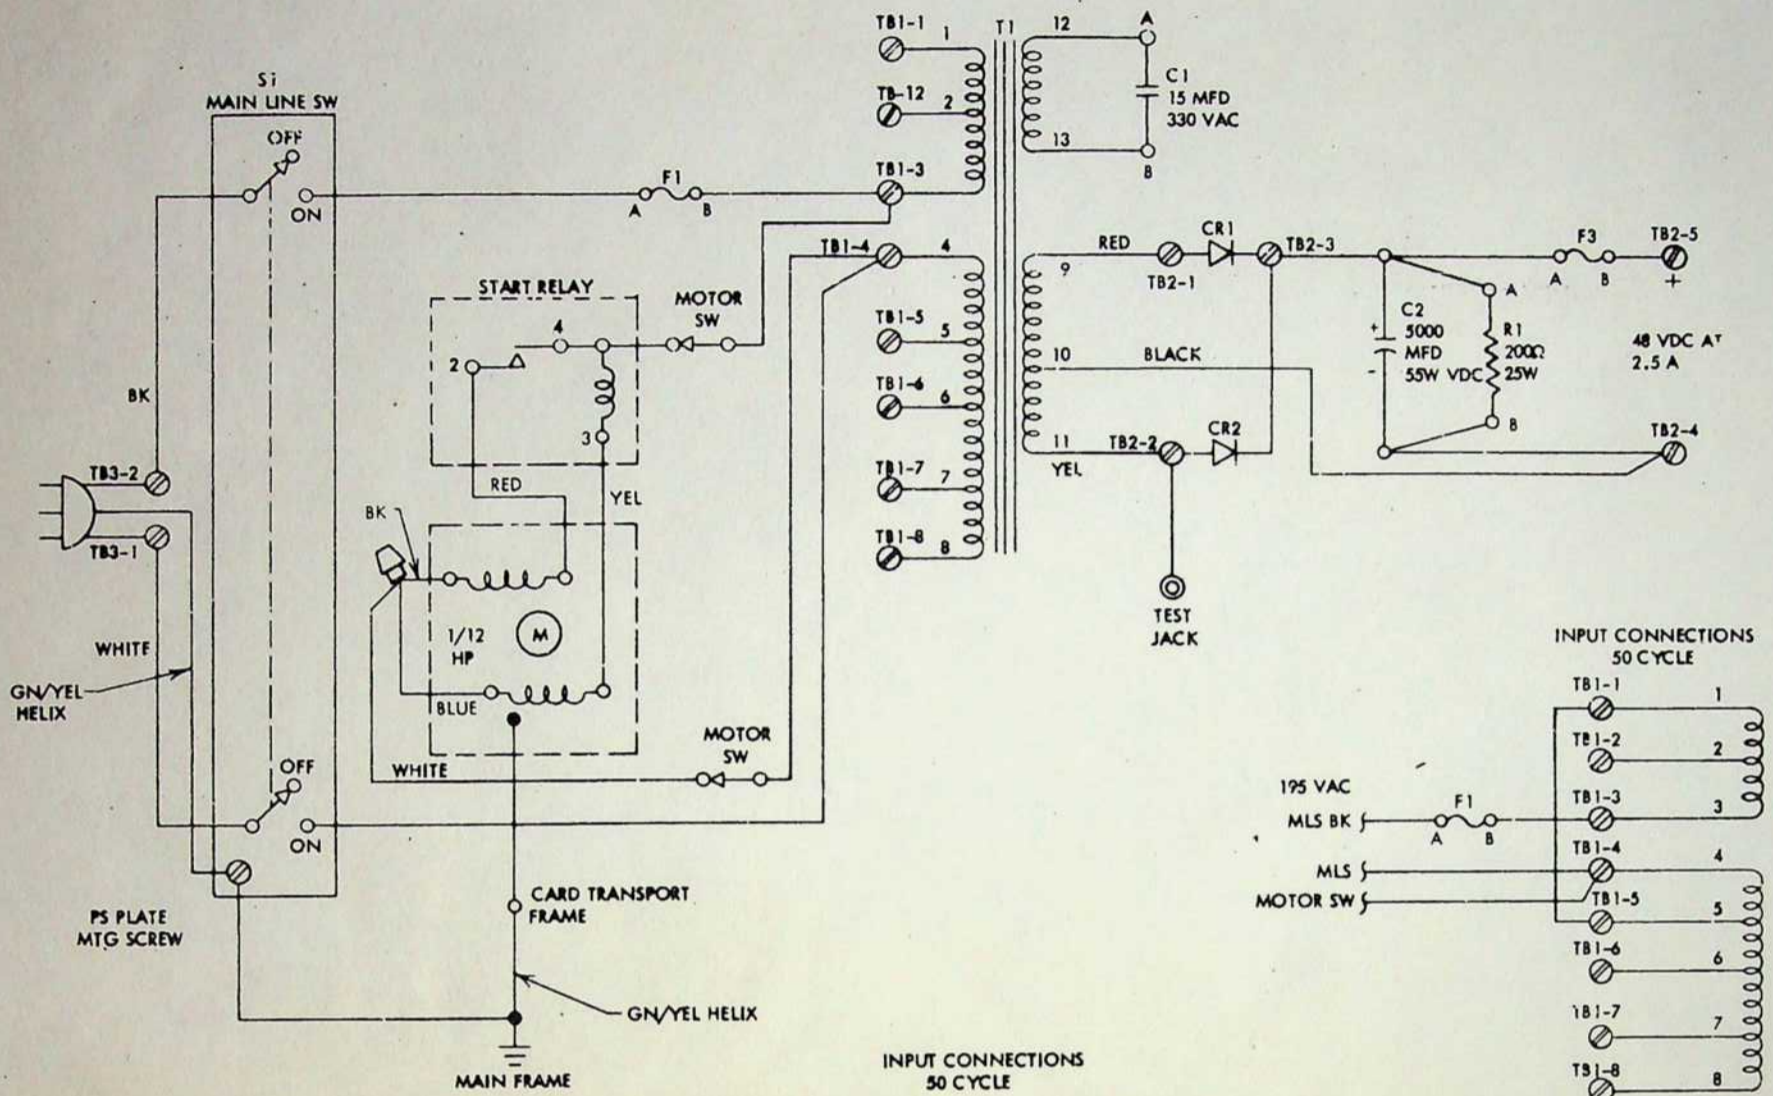 Si
MAIN LINE SW
OFF
ON
BK
TB3-2
TB3-1
WHITE
GN/YEL
HELIX
OFF
ON
PS PLATE
MTG SCREW
F1
A
B
START RELAY
4
2
3
MOTOR
SW
RED
YEL
BK
1/12
HP
M
BLUE
WHITE
MOTOR
SW
CARD TRANSPORT
FRAME
GN/YEL HELIX
MAIN FRAME
TB1-1
1
TB-12
2
TB1-3
TB1-4
4
TB1-5
5
TB1-6
6
TB1-7
7
TB1-8
8
T1
12
A
C1
15 MFD
330 VAC
13
B
9
RED
TB2-1
CR1
TB2-3
10
BLACK
11
YEL
TB2-2
CR2
TEST
JACK
C2
5000
MFD
55W VDC
+
-
A
R1
200Ω
25W
B
F3
A
B
TB2-5
+
48 VDC AT
2.5 A
TB2-4
INPUT CONNECTIONS
50 CYCLE
195 VAC
MLS BK
F1
A
B
MLS
MOTOR SW
TB1-1
1
TB1-2
2
TB1-3
3
TB1-4
4
TB1-5
5
TB1-6
6
TB1-7
7
TB1-8
8
INPUT CONNECTIONS
50 CYCLE